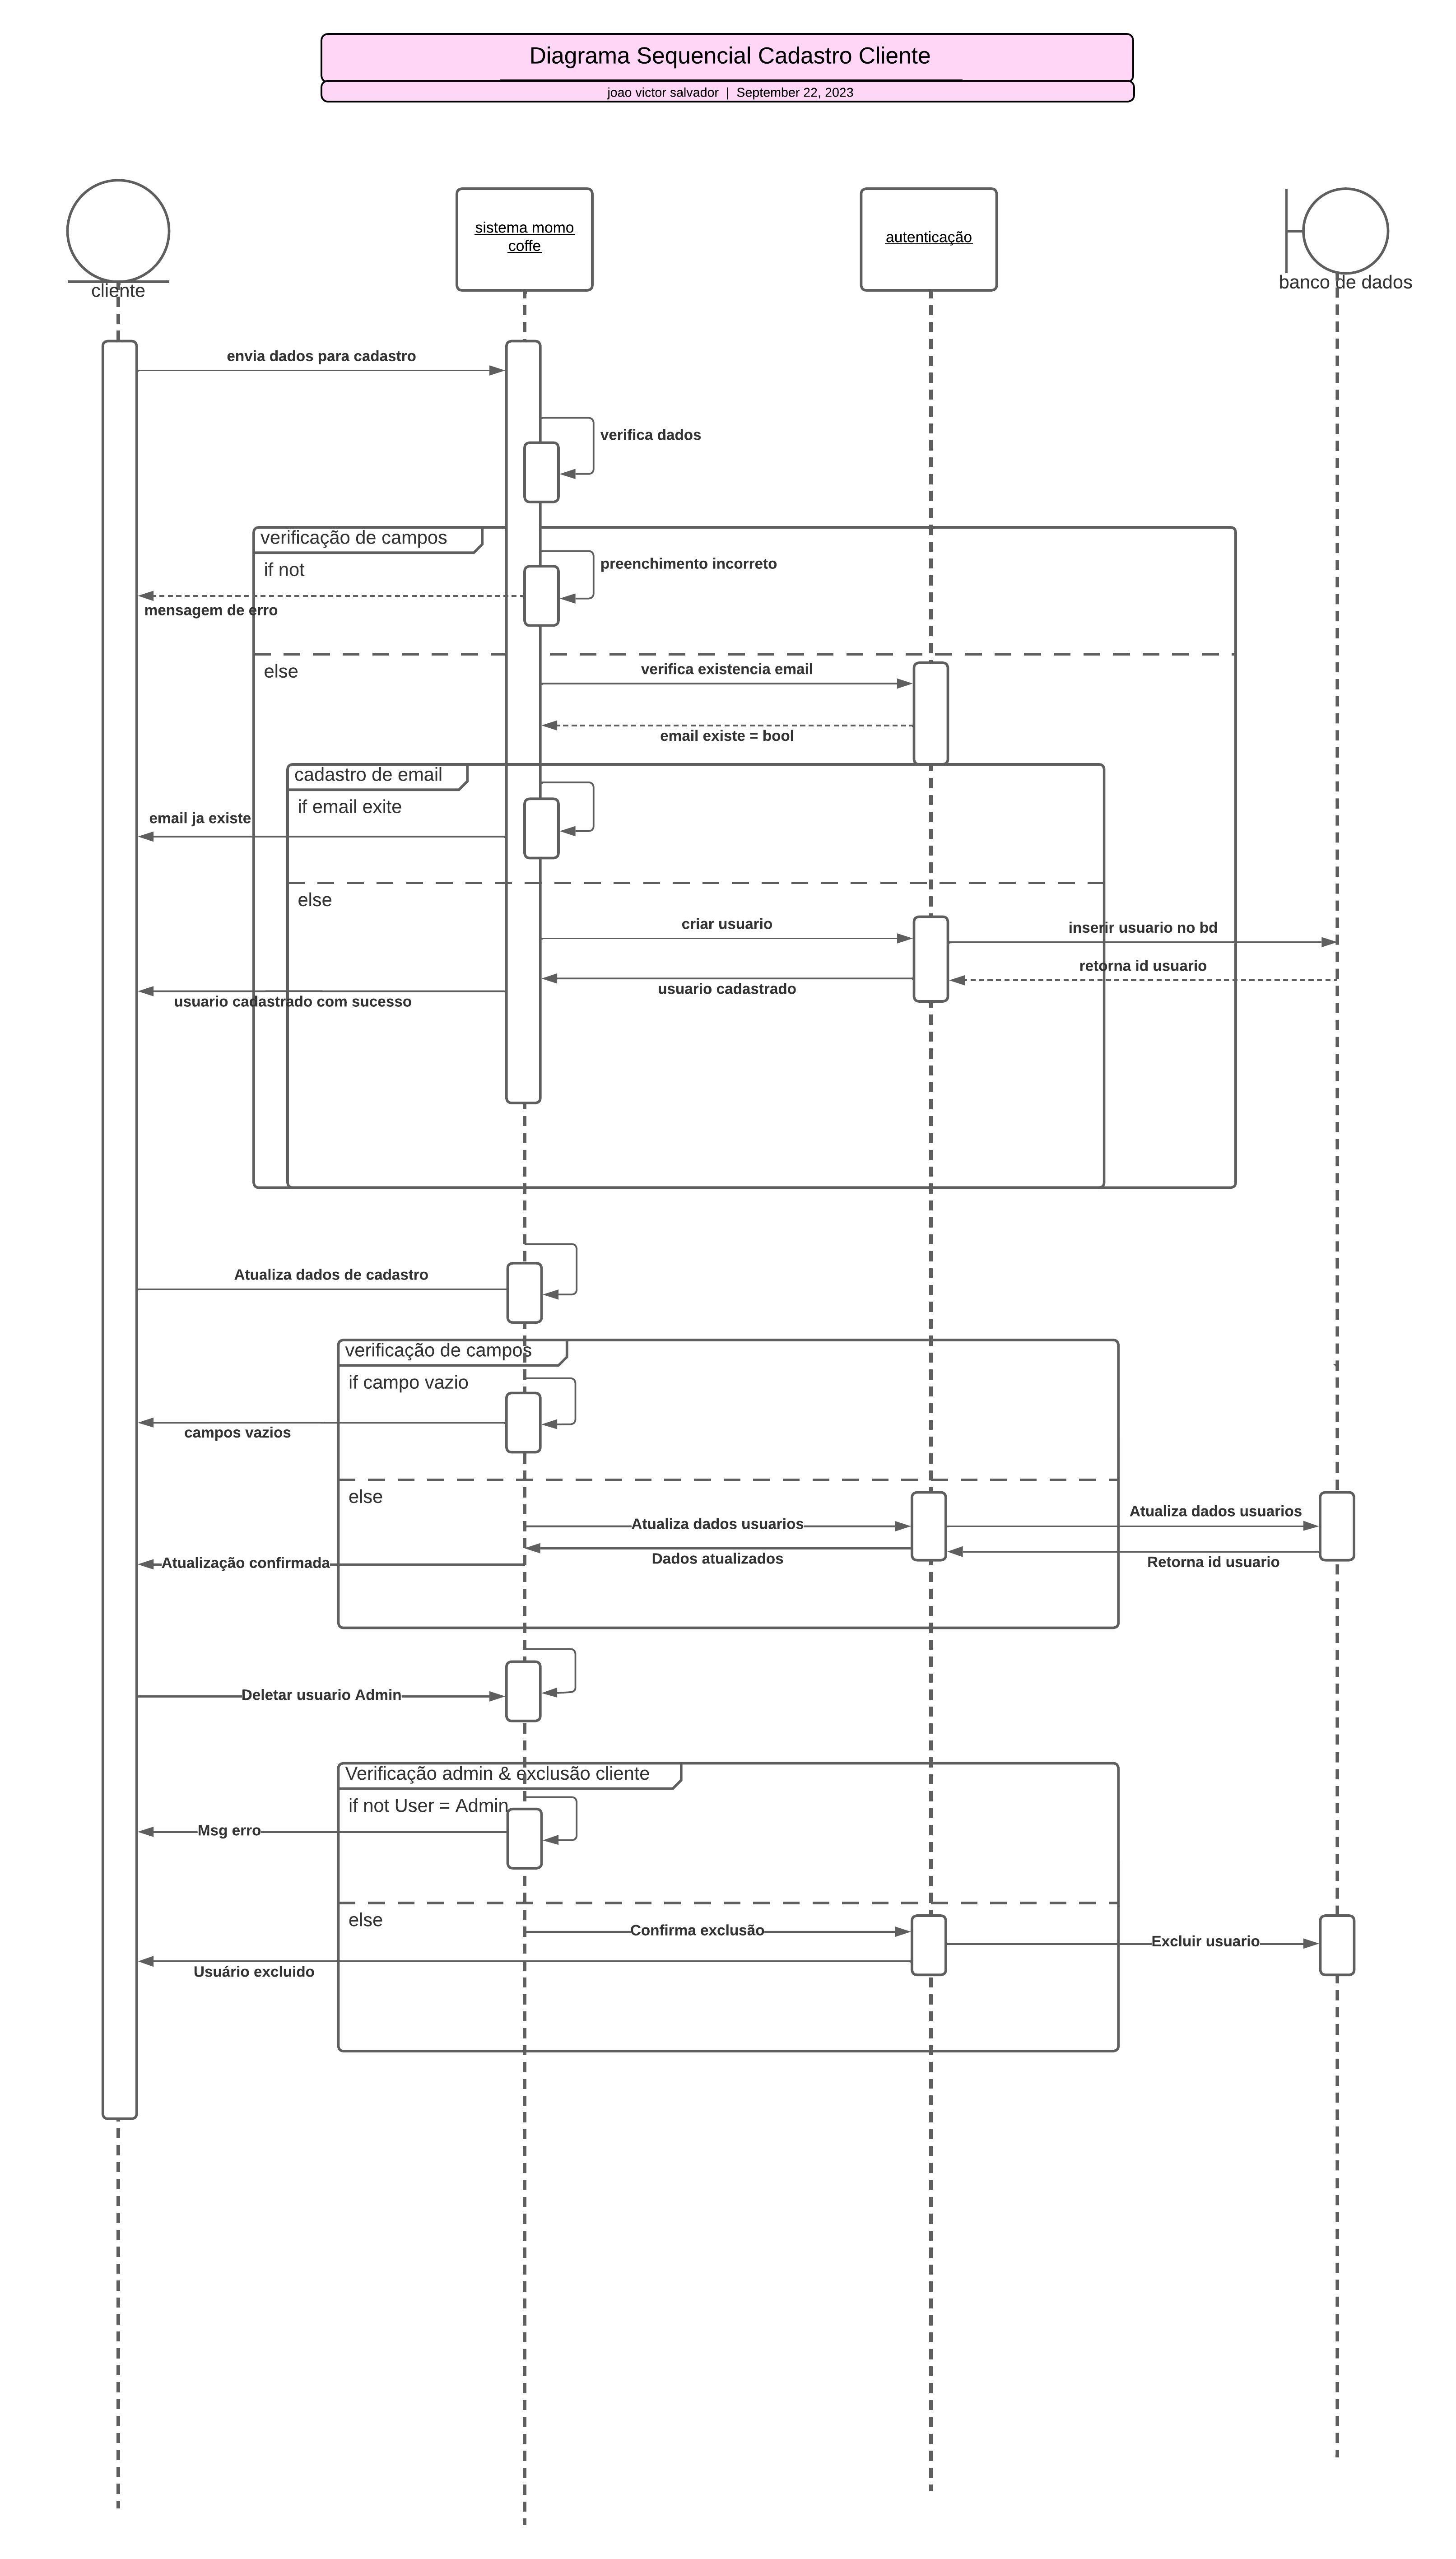 Diagrama Sequencial Cadastro Cliente
joao victor salvador | September 22, 2023
cliente
sistema momo
coffe
autenticação
banco de dados
envia dados para cadastro
verifica dados
verificação de campos
if not
preenchimento incorreto
mensagem de erro
else
verifica existencia email
email existe = bool
cadastro de email
if email exite
email ja existe
else
criar usuario
inserir usuario no bd
retorna id usuario
usuario cadastrado
usuario cadastrado com sucesso
Atualiza dados de cadastro
verificação de campos
if campo vazio
campos vazios
else
Atualiza dados usuarios
Atualiza dados usuarios
Dados atualizados
Retorna id usuario
Atualização confirmada
Deletar usuario Admin
Verificação admin & exclusão cliente
if not User = Admin
Msg erro
else
Confirma exclusão
Excluir usuario
Usuário excluido